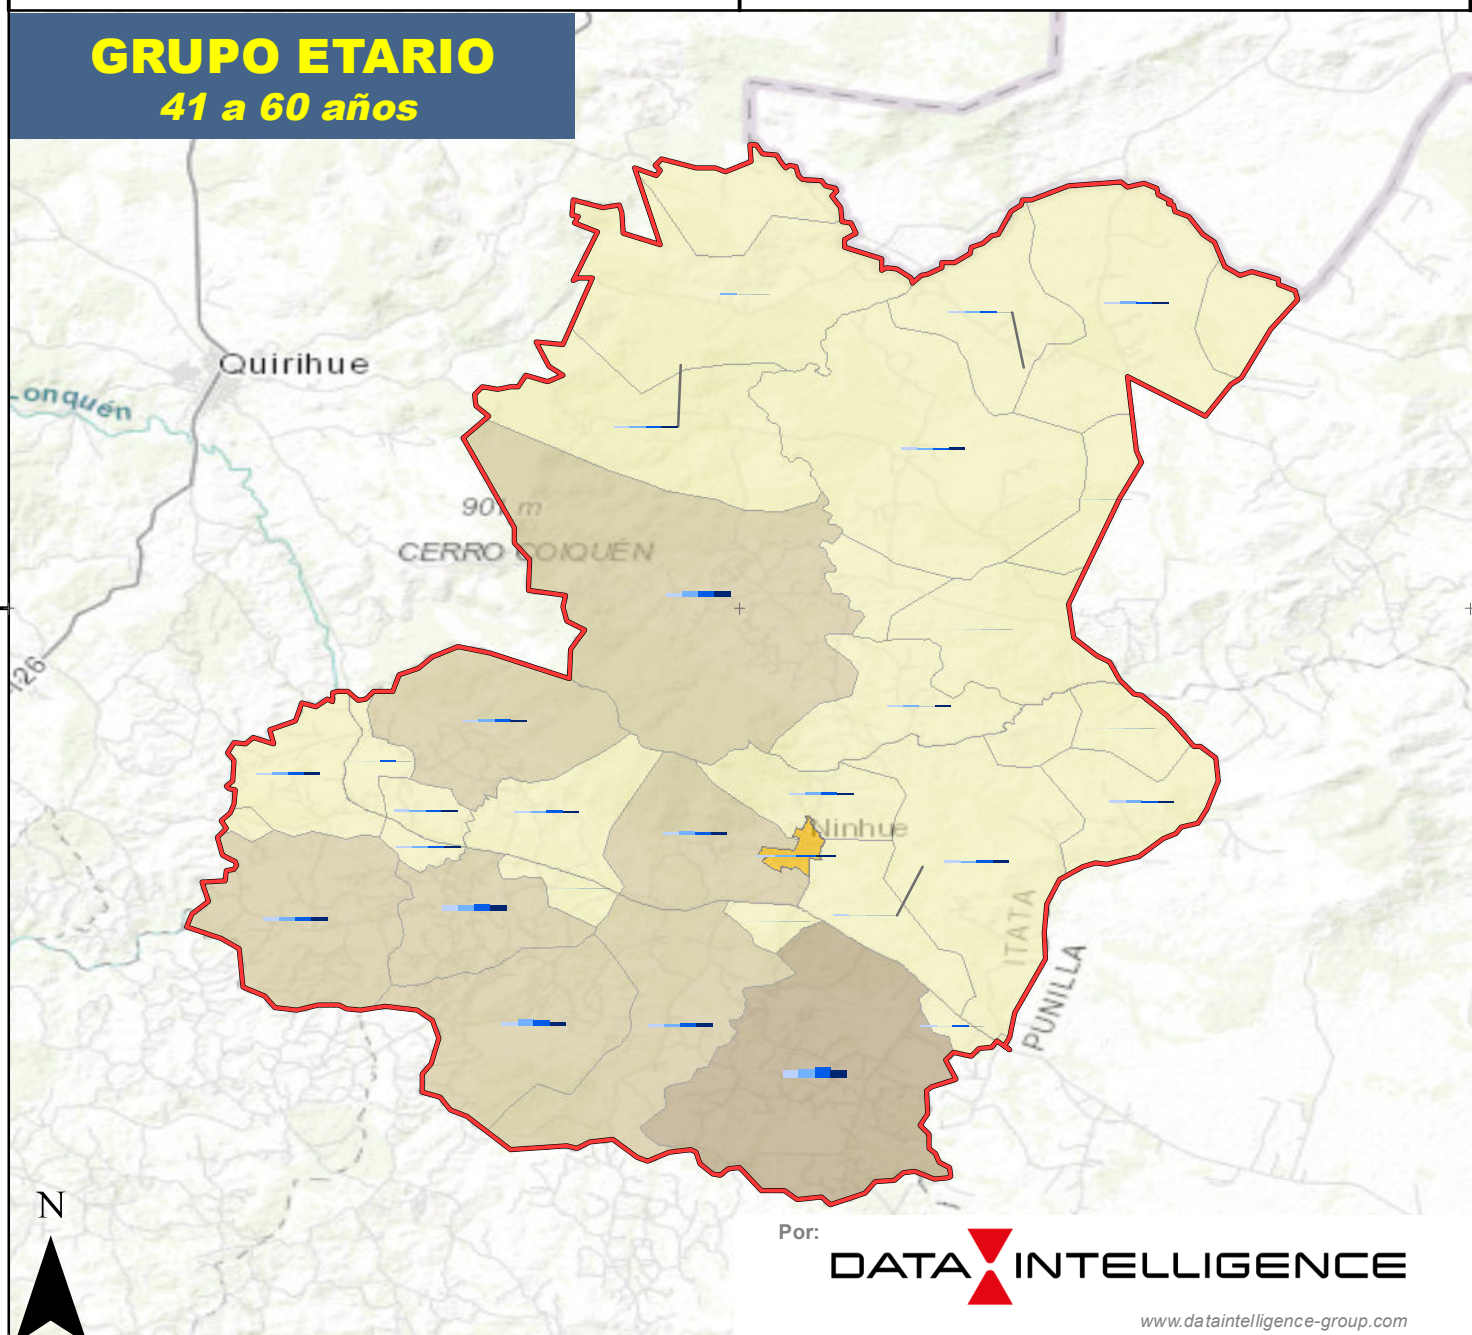 GRUPO ETARIO
41 a 60 años
Quirihue
Lonquén
901 m
CERRO COIQUÉN
126
Ninhue
ITATA
PUNILLA
N
Por:
DATA INTELLIGENCE
www.dataintelligence-group.com